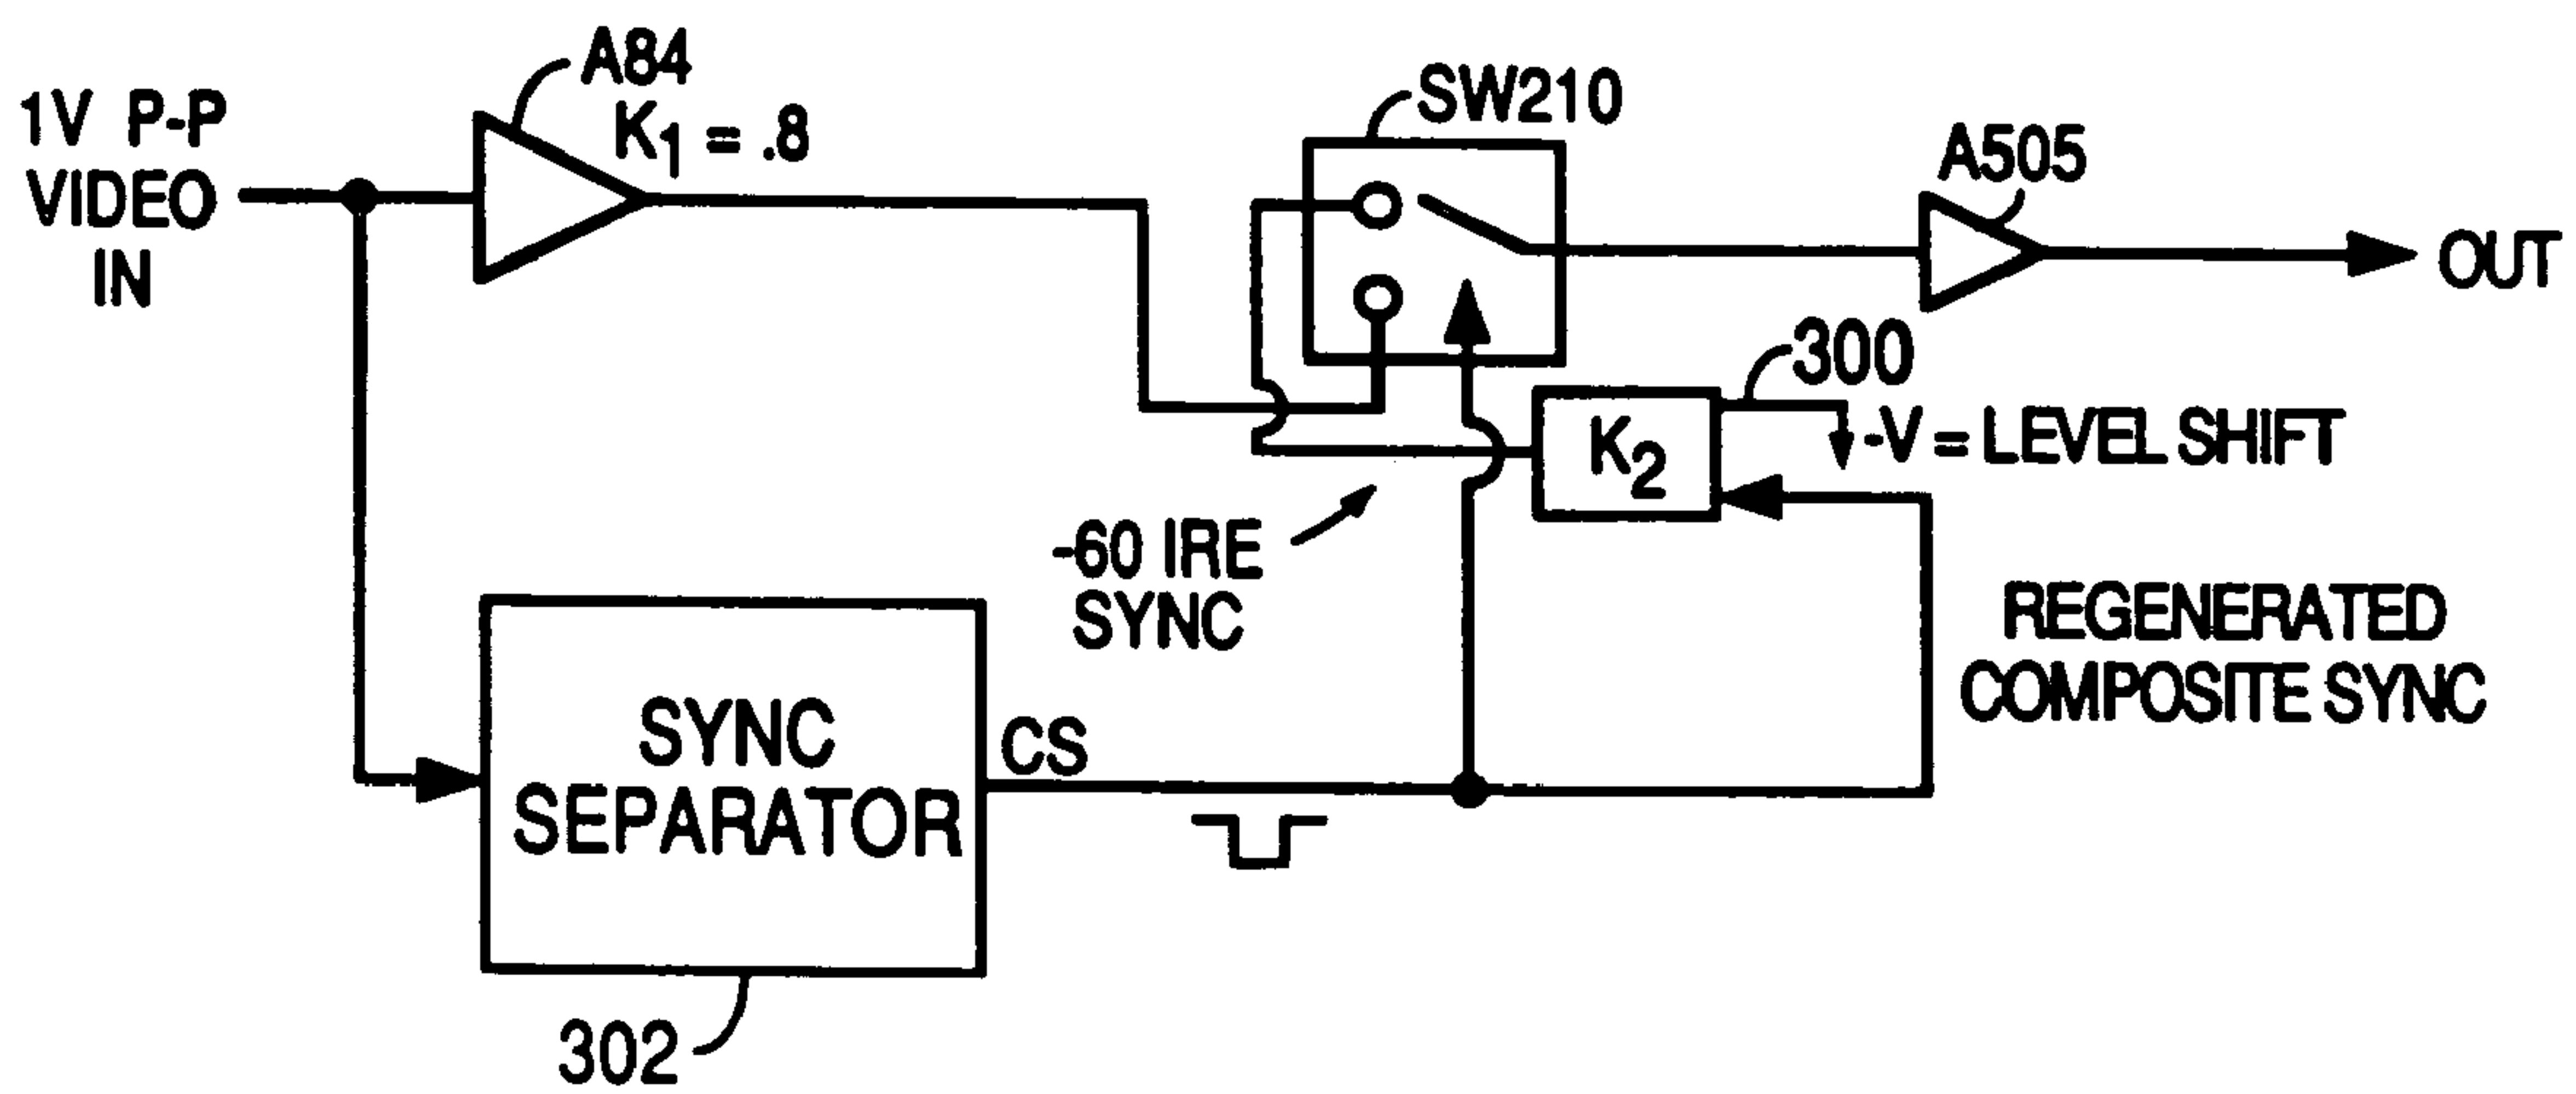 1V P-P
VIDEO
IN
A84
K1 = .8
SW210
A505
OUT
300
K2
-V = LEVEL SHIFT
-60 IRE
SYNC
REGENERATED
COMPOSITE SYNC
SYNC
SEPARATOR
CS
302